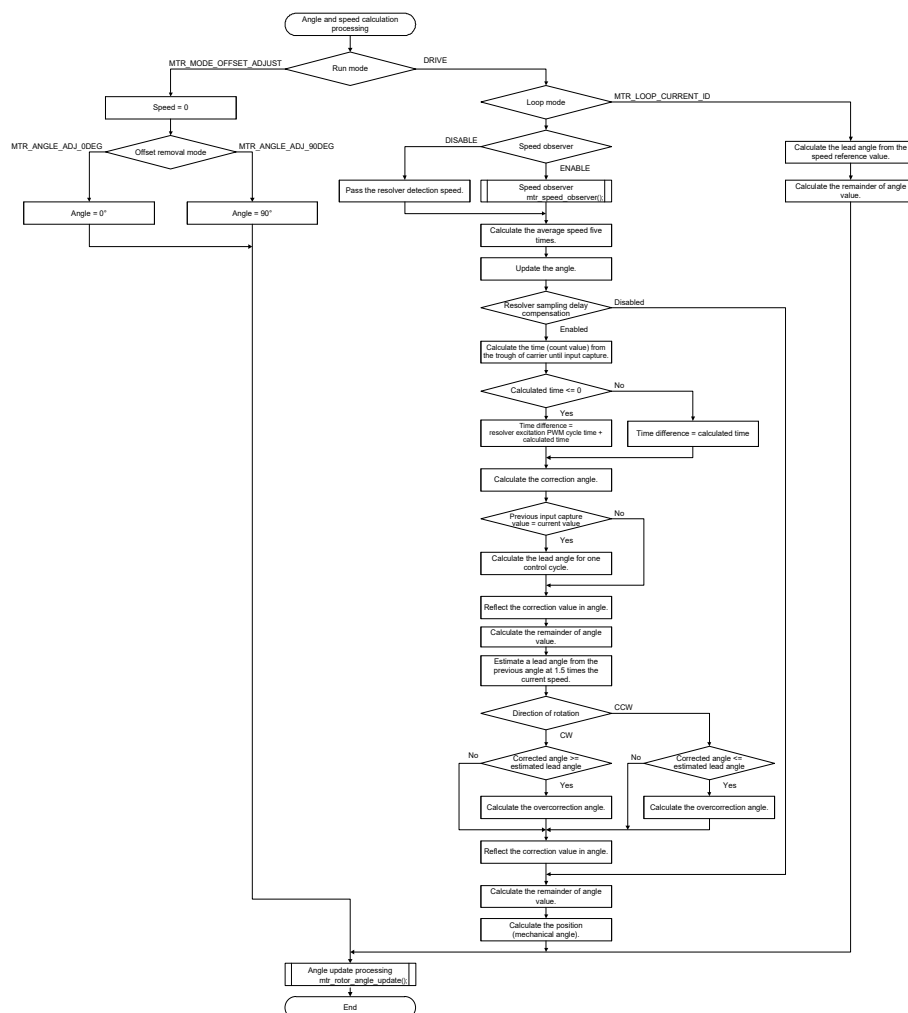 Angle and speed calculation
processing
Run mode
MTR_MODE_OFFSET_ADJUST
DRIVE
Speed = 0
Offset removal mode
MTR_ANGLE_ADJ_0DEG
MTR_ANGLE_ADJ_90DEG
Angle = 0°
Angle = 90°
Loop mode
MTR_LOOP_CURRENT_ID
Calculate the lead angle from the
speed reference value.
Calculate the remainder of angle
value.
DISABLE
Speed observer
ENABLE
Pass the resolver detection speed.
Speed observer
mtr_speed_observer();
Calculate the average speed five
times.
Update the angle.
Resolver sampling delay
compensation
Disabled
Enabled
Calculate the time (count value) from
the trough of carrier until input capture.
Calculated time <= 0
No
Yes
Time difference =
resolver excitation PWM cycle time +
calculated time
Time difference = calculated time
Calculate the correction angle.
Previous input capture
value = current value
No
Yes
Calculate the lead angle for one
control cycle.
Reflect the correction value in angle.
Calculate the remainder of angle
value.
Estimate a lead angle from the
previous angle at 1.5 times the
current speed.
Direction of rotation
CCW
CW
No
Corrected angle >=
estimated lead angle
Yes
Calculate the overcorrection angle.
No
Corrected angle <=
estimated lead angle
Yes
Calculate the overcorrection angle.
Reflect the correction value in angle.
Calculate the remainder of angle
value.
Calculate the position
(mechanical angle).
Angle update processing
mtr_rotor_angle_update();
End